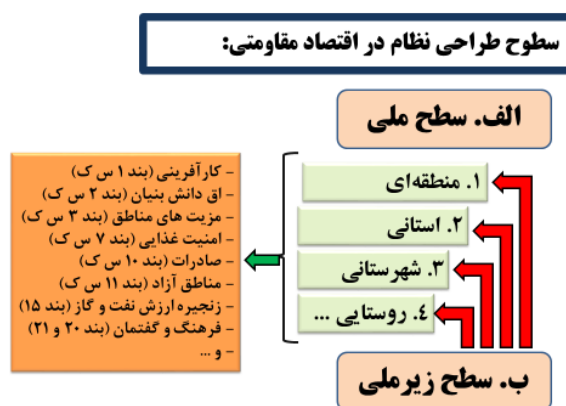 سطوح طراحی نظام در اقتصاد مقاومتی:
الف. سطح ملی
۱. منطقه‌ای
۲. استانی
۳. شهرستانی
۴. روستایی ...
ب. سطح زیرملی
- کارآفرینی (بند ۱ س ک)
- اق دانش بنیان (بند ۲ س ک)
- مزیت های مناطق (بند ۳ س ک)
- امنیت غذایی (بند ۷ س ک)
- صادرات (بند ۱۰ س ک)
- مناطق آزاد (بند ۱۱ س ک)
- زنجیره ارزش نفت و گاز (بند ۱۵)
- فرهنگ و گفتمان (بند ۲۰ و ۲۱)
- و ...